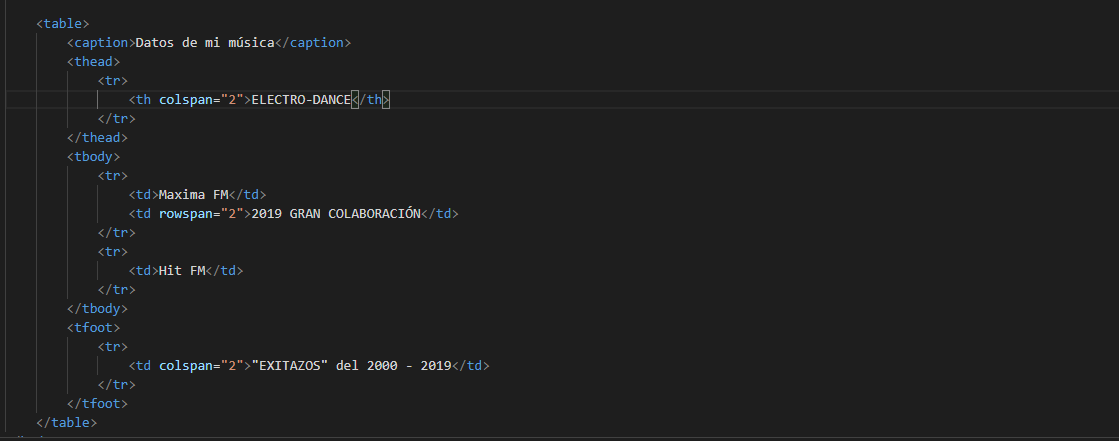 <table>
<caption>Datos de mi música</caption>
<thead>
<tr>
<th colspan="2">ELECTRO-DANCE</th>
</tr>
</thead>
<tbody>
<tr>
<td>Maxima FM</td>
<td rowspan="2">2019 GRAN COLABORACIÓN</td>
</tr>
<tr>
<td>Hit FM</td>
</tr>
</tbody>
<tfoot>
<tr>
<td colspan="2">"EXITAZOS" del 2000 - 2019</td>
</tr>
</tfoot>
</table>